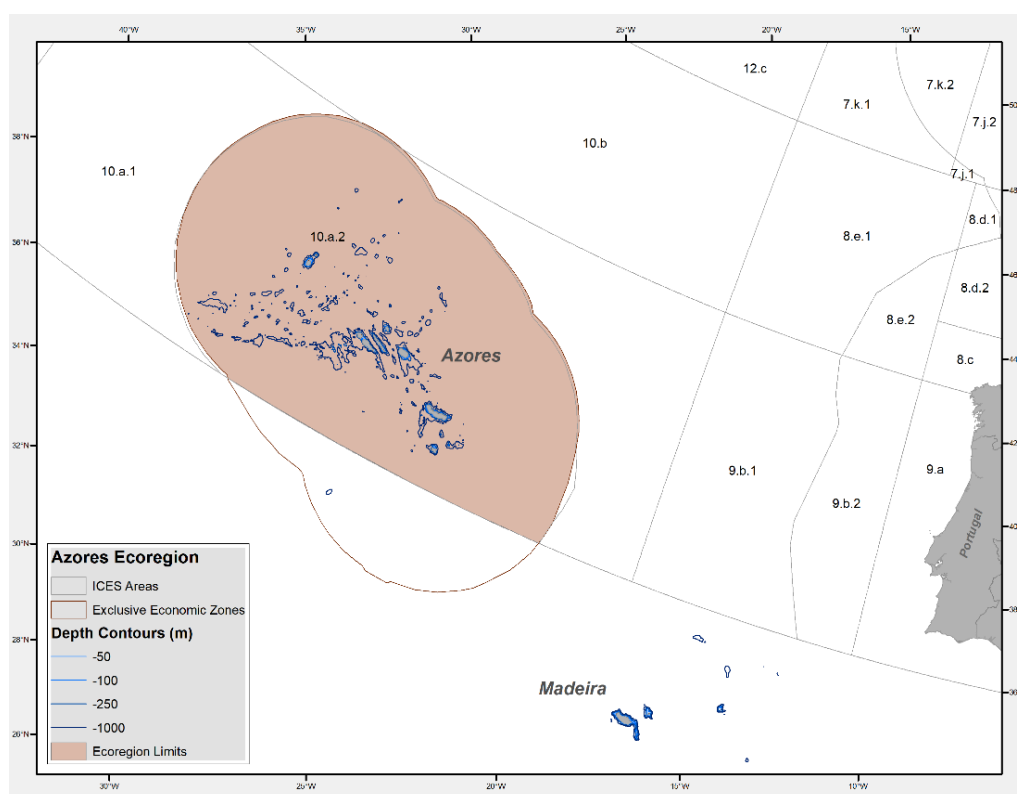 40°W 35°W 30°W 25°W 20°W 15°W
12.c
7.k.2
7.k.1
50
38°N
7.j.2
10.b
10.a.1
7.j.1
48
8.d.1
10.a.2
8.e.1
36°N
46
8.d.2
8.e.2
34°N
Azores
8.c
44
32°N
42
9.b.1
9.a
9.b.2
Portugal
30°N
40
Azores Ecoregion
ICES Areas
Exclusive Economic Zones
38
Depth Contours (m)
28°N
-50
-100
Madeira
36
-250
-1000
26°N
Ecoregion Limits
30°W 25°W 20°W 15°W 10°W